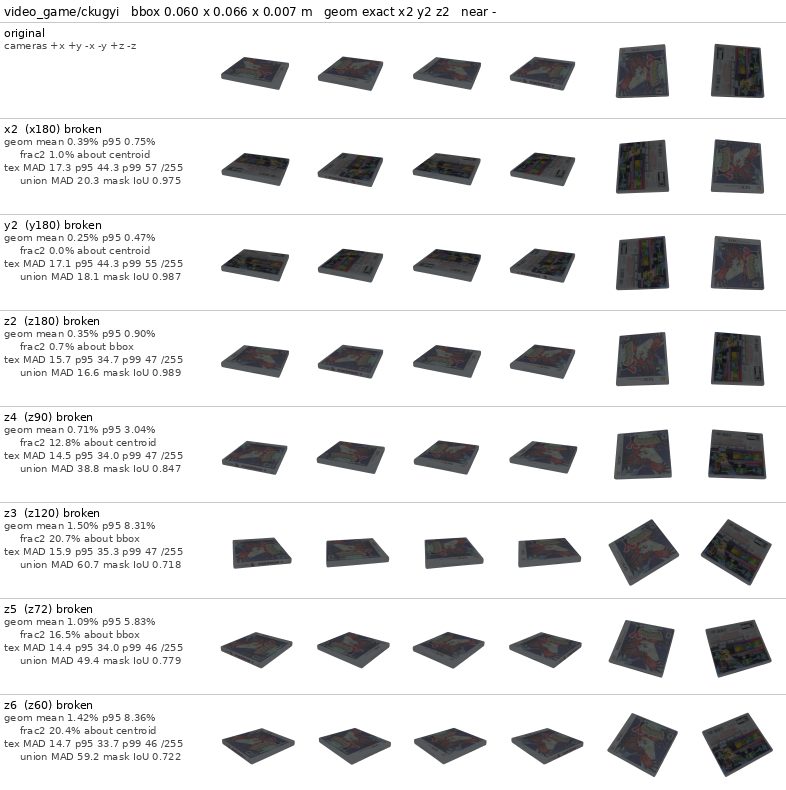 video_game/ckugyi bbox 0.060 x 0.066 x 0.007 m geom exact x2 y2 z2 near -
original
cameras +x +y -x -y +z -z
x2 (x180) broken
geom mean 0.39% p95 0.75%
frac2 1.0% about centroid
tex MAD 17.3 p95 44.3 p99 57 /255
union MAD 20.3 mask IoU 0.975
y2 (y180) broken
geom mean 0.25% p95 0.47%
frac2 0.0% about centroid
tex MAD 17.1 p95 44.3 p99 55 /255
union MAD 18.1 mask IoU 0.987
z2 (z180) broken
geom mean 0.35% p95 0.90%
frac2 0.7% about bbox
tex MAD 15.7 p95 34.7 p99 47 /255
union MAD 16.6 mask IoU 0.989
z4 (z90) broken
geom mean 0.71% p95 3.04%
frac2 12.8% about centroid
tex MAD 14.5 p95 34.0 p99 47 /255
union MAD 38.8 mask IoU 0.847
z3 (z120) broken
geom mean 1.50% p95 8.31%
frac2 20.7% about bbox
tex MAD 15.9 p95 35.3 p99 47 /255
union MAD 60.7 mask IoU 0.718
z5 (z72) broken
geom mean 1.09% p95 5.83%
frac2 16.5% about bbox
tex MAD 14.4 p95 34.0 p99 46 /255
union MAD 49.4 mask IoU 0.779
z6 (z60) broken
geom mean 1.42% p95 8.36%
frac2 20.4% about centroid
tex MAD 14.7 p95 33.7 p99 46 /255
union MAD 59.2 mask IoU 0.722